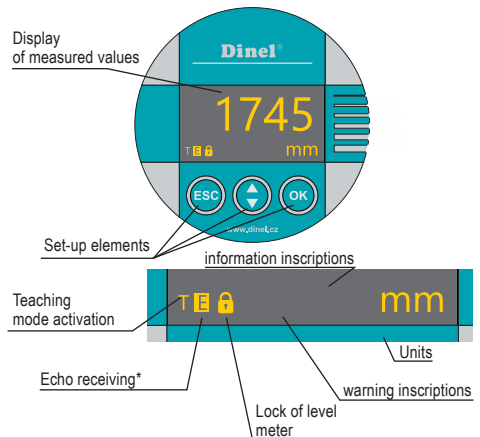 Display
of measured values
Dinel®
1745
T E mm
ESC OK
www.dinel.cz
Set-up elements
information inscriptions
Teaching
mode activation
T E mm
Units
Echo receiving*
warning inscriptions
Lock of level
meter